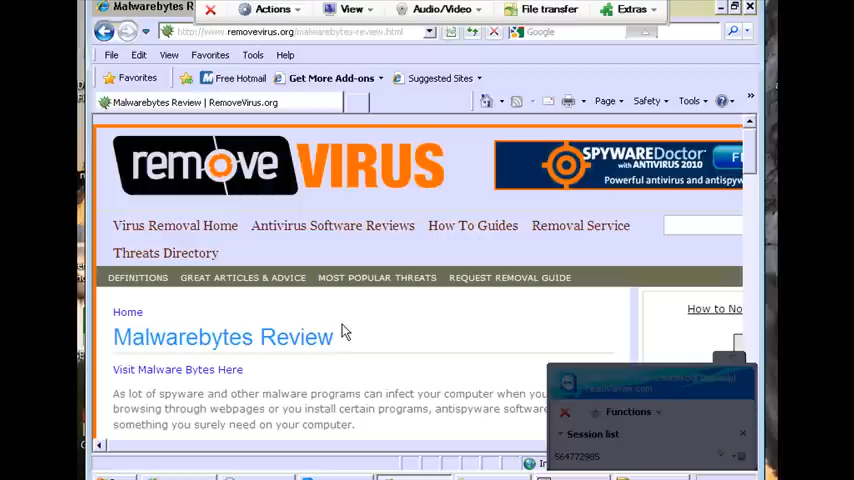 Malwarebytes R
Actions View Audio/Video File transfer Extras
http://www.removevirus.org/malwarebytes-review.html Google
File Edit View Favorites Tools Help
Favorites Free Hotmail Get More Add-ons Suggested Sites
Malwarebytes Review | RemoveVirus.org Page Safety Tools
remove VIRUS
SPYWARE DOCTOR
with ANTIVIRUS 2010
Powerful antivirus and antispyw
Virus Removal Home Antivirus Software Reviews How To Guides Removal Service
Threats Directory
DEFINITIONS GREAT ARTICLES & ADVICE MOST POPULAR THREATS REQUEST REMOVAL GUIDE
Home
How to No
Malwarebytes Review
Visit Malware Bytes Here
As lot of spyware and other malware programs can infect your computer when you
browsing through webpages or you install certain programs, antispyware software
something you surely need on your computer.
Functions
Session list
564772985
In